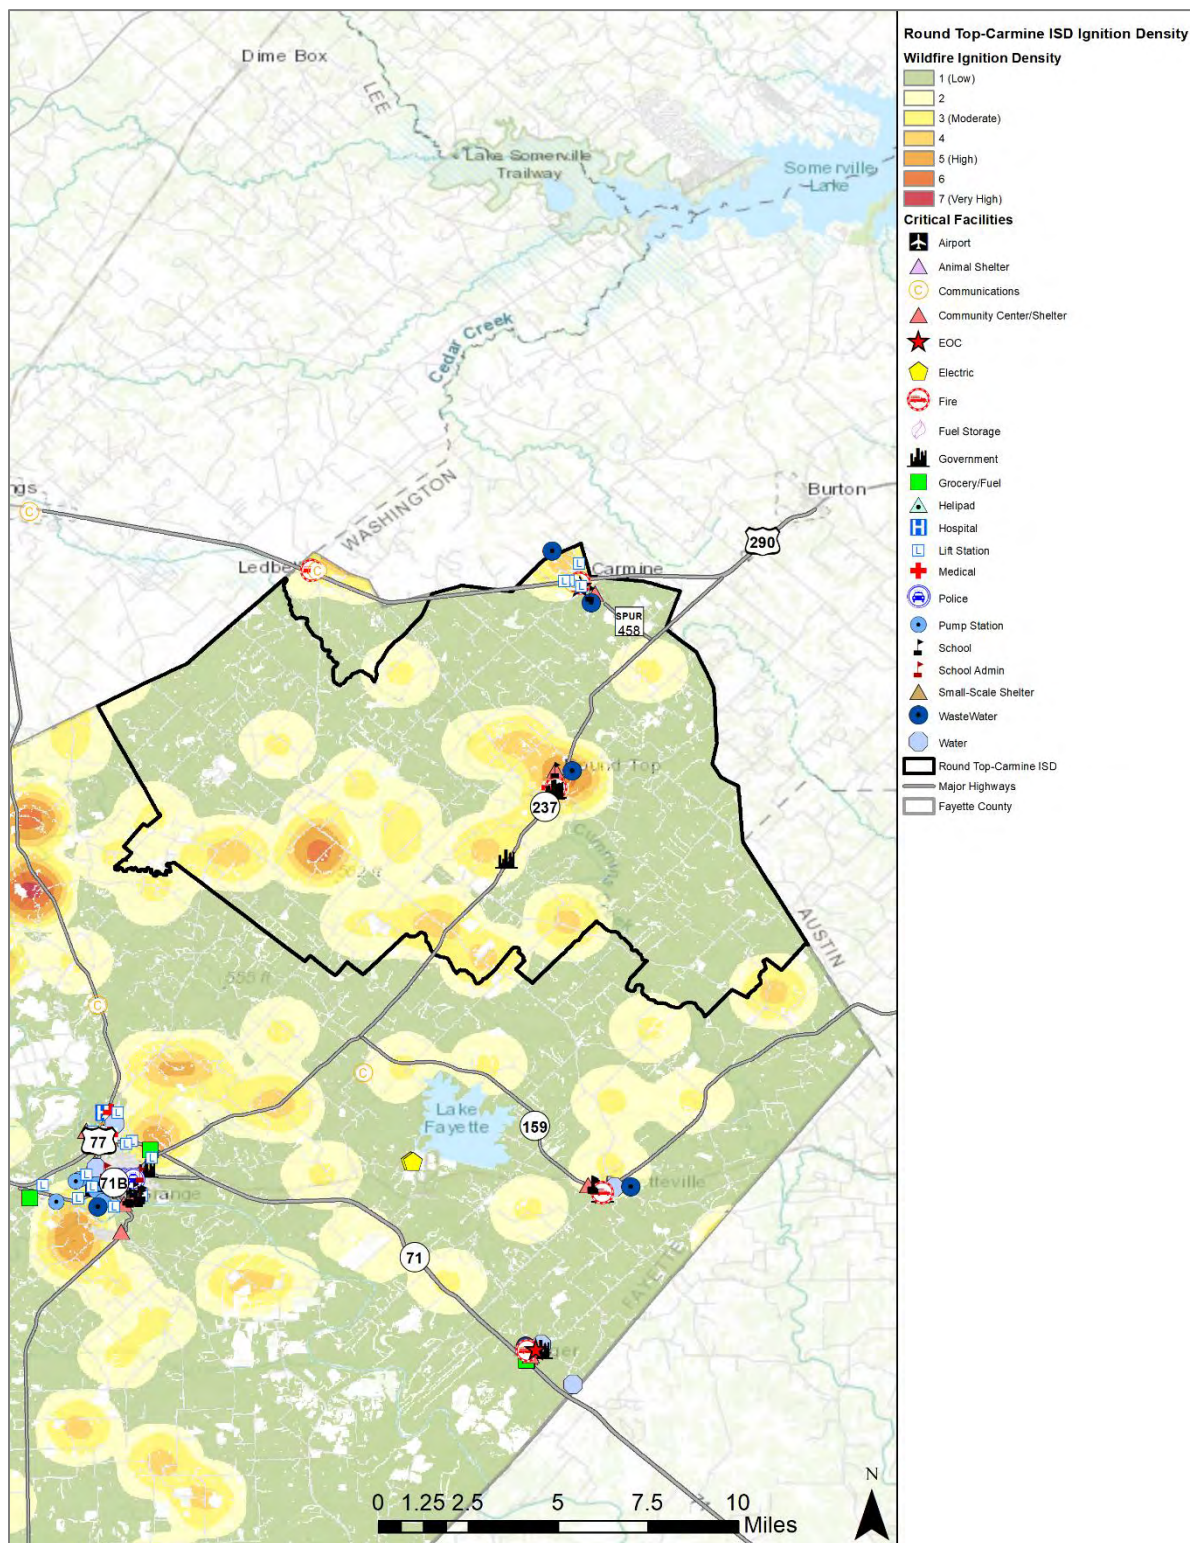 Dime Box
LEE
Lake Somerville
Trailway
Somerville
Lake
Cedar Creek
WASHINGTON
Burton
290
C
Carmine
SPUR
458
L
Round Top
237
AUSTIN
C
C
Lake
Fayette
159
H
L
77
71B
71
FAYETTE
N
0 1.25 2.5 5 7.5 10
Miles
Round Top-Carmine ISD Ignition Density
Wildfire Ignition Density
1 (Low)
2
3 (Moderate)
4
5 (High)
6
7 (Very High)
Critical Facilities
Airport
Animal Shelter
C Communications
Community Center/Shelter
EOC
Electric
Fire
Fuel Storage
Government
Grocery/Fuel
Helipad
H Hospital
L Lift Station
Medical
Police
Pump Station
School
School Admin
Small-Scale Shelter
WasteWater
Water
Round Top-Carmine ISD
Major Highways
Fayette County